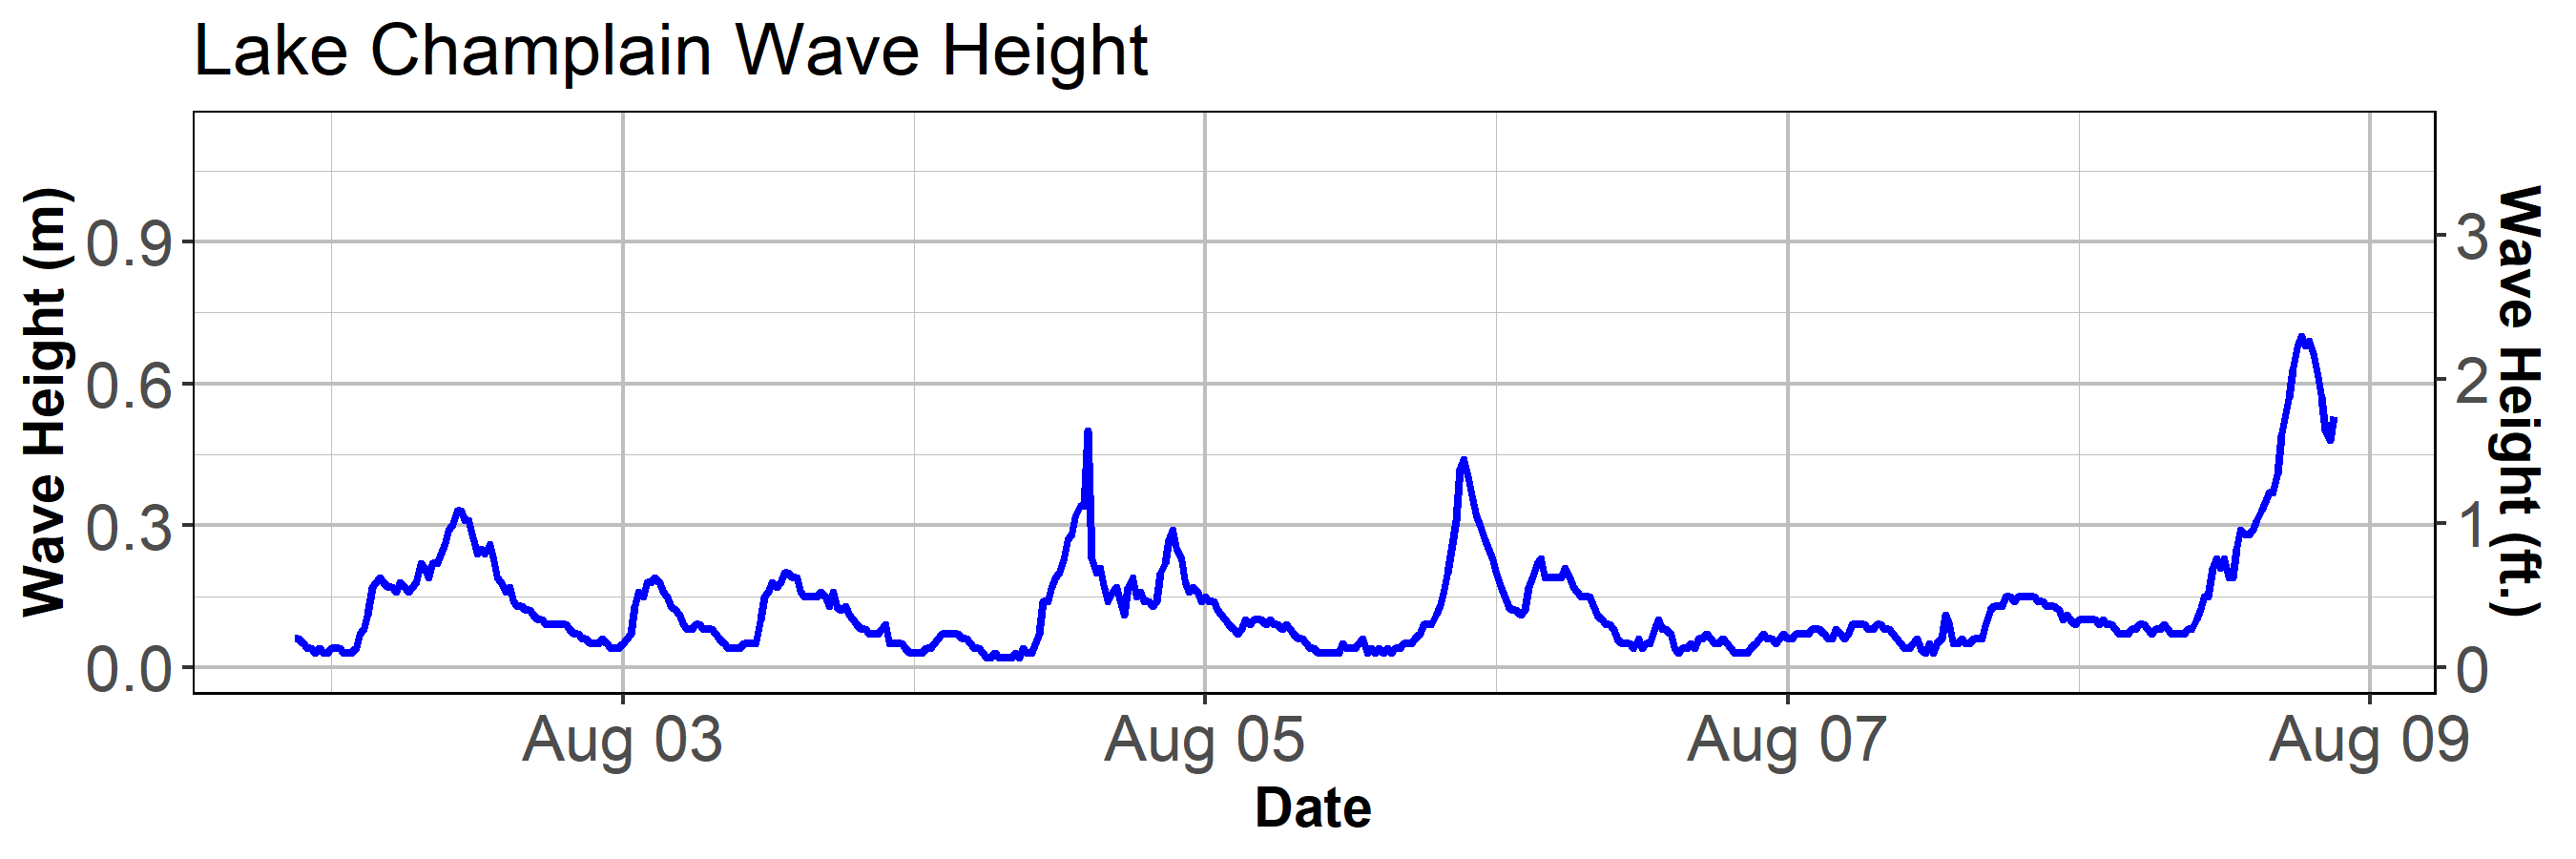 Lake Champlain Wave Height
Wave Height (m)
0.9
0.6
0.3
0.0
3
2
1
0
Wave Height (ft.)
Aug 03
Aug 05
Aug 07
Aug 09
Date